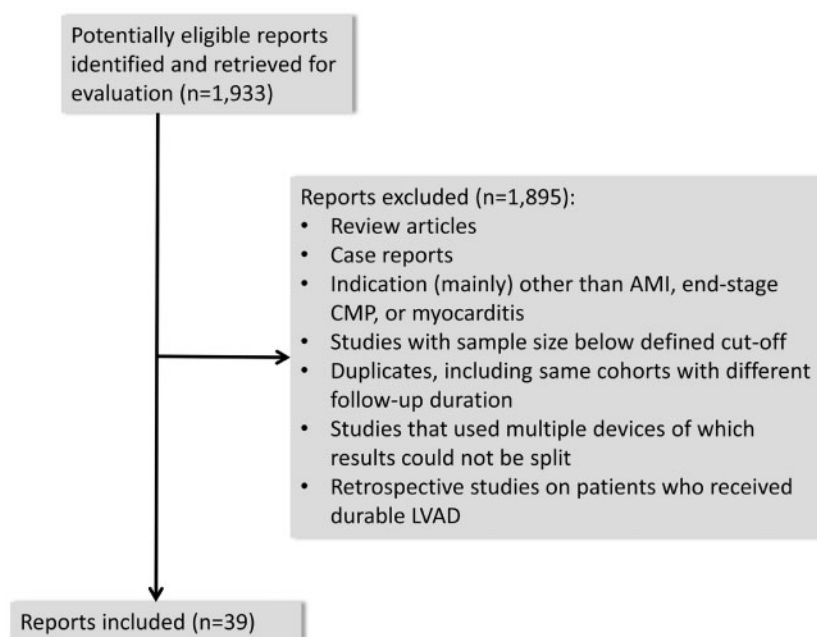 Potentially eligible reports
identified and retrieved for
evaluation (n=1,933)
Reports excluded (n=1,895):
• Review articles
• Case reports
• Indication (mainly) other than AMI, end-stage
CMP, or myocarditis
• Studies with sample size below defined cut-off
• Duplicates, including same cohorts with different
follow-up duration
• Studies that used multiple devices of which
results could not be split
• Retrospective studies on patients who received
durable LVAD
Reports included (n=39)